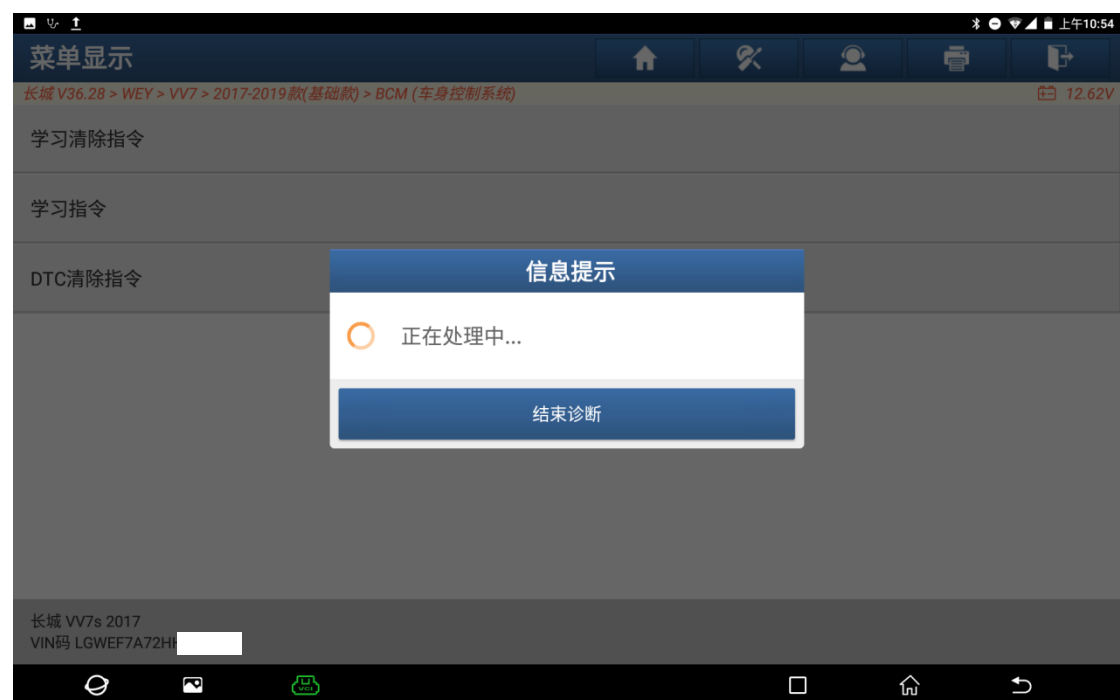 上午10:54
菜单显示
长城 V36.28 > WEY > VV7 > 2017-2019款(基础款) > BCM (车身控制系统)
12.62V
学习清除指令
学习指令
DTC清除指令
信息提示
正在处理中...
结束诊断
长城 VV7s 2017
VIN码 LGWEF7A72H
VCI